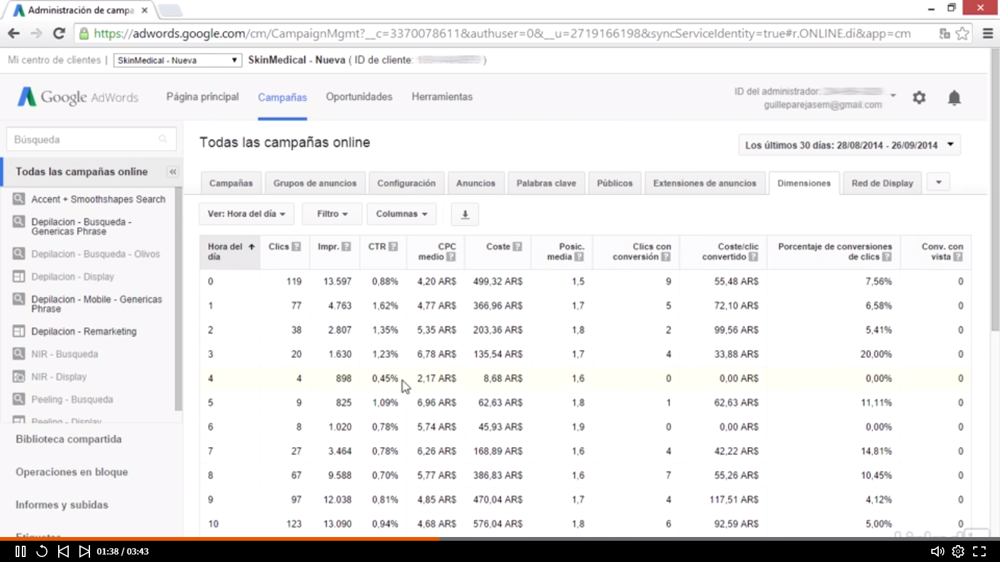 Administración de campa
https://adwords.google.com/cm/CampaignMgmt?__c=3370078611&authuser=0&__u=2719166198&syncServiceIdentity=true#r.ONLINE.di&app=cm
Mi centro de clientes | SkinMedical - Nueva SkinMedical - Nueva ( ID de cliente: )
Google AdWords Página principal Campañas Oportunidades Herramientas
ID del administrador:
guilleparejasem@gmail.com
Búsqueda
Todas las campañas online
Accent + Smoothshapes Search
Depilacion - Busqueda -
Genericas Phrase
Depilacion - Busqueda - Olivos
Depilacion - Display
Depilacion - Mobile - Genericas
Phrase
Depilacion - Remarketing
NIR - Busqueda
NIR - Display
Peeling - Busqueda
Peeling - Display
Biblioteca compartida
Operaciones en bloque
Informes y subidas
Etiquetas
Todas las campañas online
Los últimos 30 días: 28/08/2014 - 26/09/2014
Campañas Grupos de anuncios Configuración Anuncios Palabras clave Públicos Extensiones de anuncios Dimensiones Red de Display
Ver: Hora del día Filtro Columnas
Hora del día Clics ? Impr. ? CTR ? CPC medio ? Coste ? Posic. media ? Clics con conversión ? Coste/clic convertido ? Porcentaje de conversiones de clics ? Conv. con vista ?
0 119 13.597 0,88% 4,20 AR$ 499,32 AR$ 1,5 9 55,48 AR$ 7,56% 0
1 77 4.763 1,62% 4,77 AR$ 366,96 AR$ 1,7 5 72,10 AR$ 6,58% 0
2 38 2.807 1,35% 5,35 AR$ 203,36 AR$ 1,8 2 99,56 AR$ 5,41% 0
3 20 1.630 1,23% 6,78 AR$ 135,54 AR$ 1,7 4 33,88 AR$ 20,00% 0
4 4 898 0,45% 2,17 AR$ 8,68 AR$ 1,6 0 0,00 AR$ 0,00% 0
5 9 825 1,09% 6,96 AR$ 62,63 AR$ 1,8 1 62,63 AR$ 11,11% 0
6 8 1.020 0,78% 5,74 AR$ 45,93 AR$ 1,9 0 0,00 AR$ 0,00% 0
7 27 3.464 0,78% 6,26 AR$ 168,89 AR$ 1,6 4 42,22 AR$ 14,81% 0
8 67 9.588 0,70% 5,77 AR$ 386,83 AR$ 1,6 7 55,26 AR$ 10,45% 0
9 97 12.038 0,81% 4,85 AR$ 470,04 AR$ 1,7 4 117,51 AR$ 4,12% 0
10 123 13.090 0,94% 4,68 AR$ 576,04 AR$ 1,8 6 92,59 AR$ 5,00% 0
01:38 / 03:43